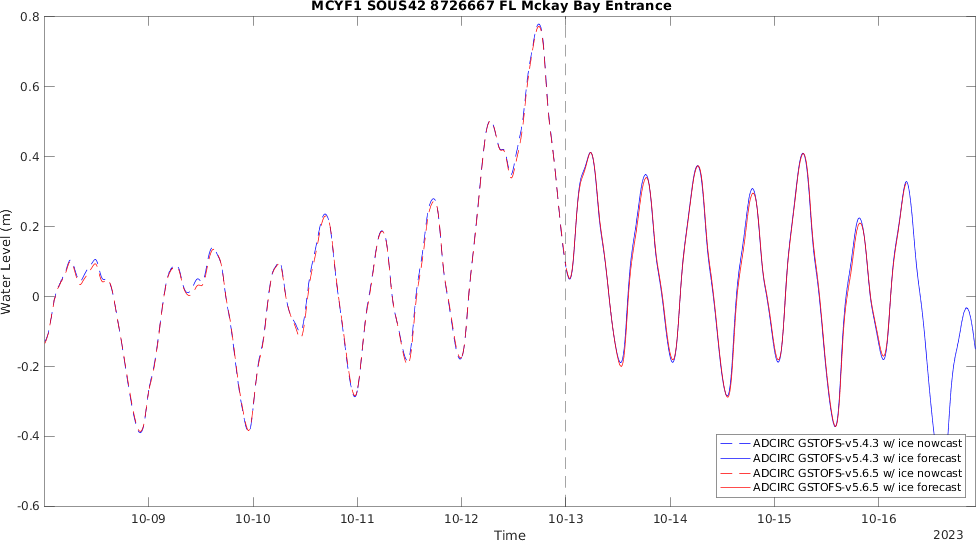 MCYF1 SOUS42 8726667 FL Mckay Bay Entrance
0.8
0.6
0.4
0.2
0
-0.2
-0.4
-0.6
Water Level (m)
ADCIRC GSTOFS-v5.4.3 w/ ice nowcast
ADCIRC GSTOFS-v5.4.3 w/ ice forecast
ADCIRC GSTOFS-v5.6.5 w/ ice nowcast
ADCIRC GSTOFS-v5.6.5 w/ ice forecast
10-09 10-10 10-11 10-12 10-13 10-14 10-15 10-16
Time
2023